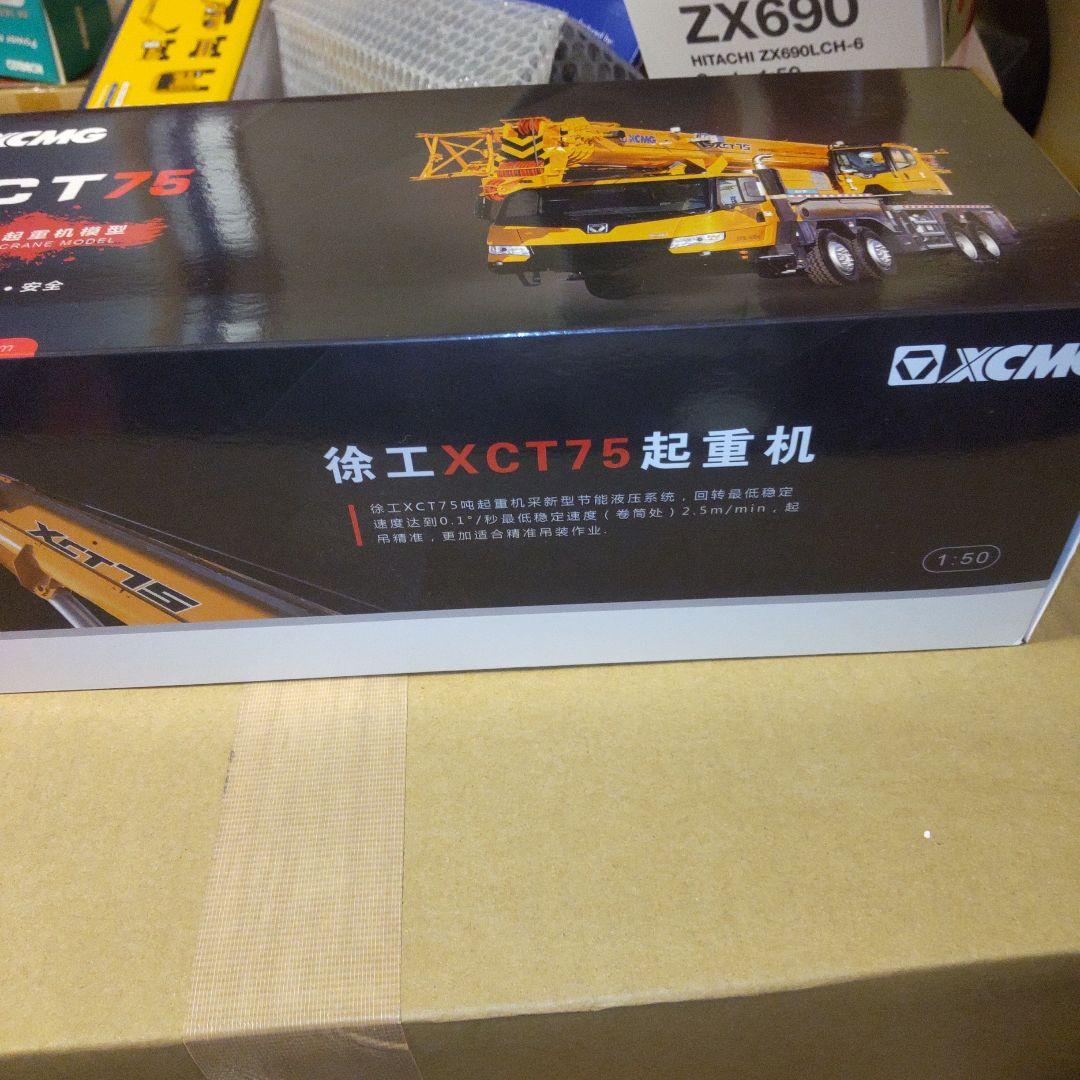 ZX690
HITACHI ZX690LCH-6
XCMG
CT75
起重机模型
CRANE MODEL
• 安全
XCMG
XCT75
XCMG
徐工XCT75起重机
徐工XCT75吨起重机采新型节能液压系统，回转最低稳定
速度达到0.1°/秒最低稳定速度（卷筒处）2.5m/min，起
吊精准，更加适合精准吊装作业.
1:50
XCT75